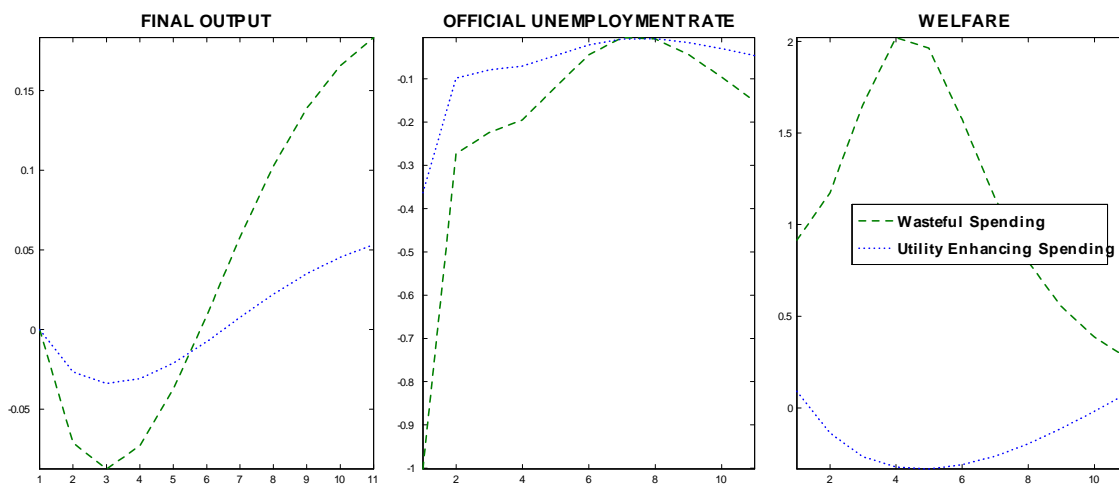 FINAL OUTPUT
OFFICIAL UNEMPLOYMENT RATE
WELFARE
0.15
0.1
0.05
0
-0.05
1 2 3 4 5 6 7 8 9 10 11
-0.1
-0.2
-0.3
-0.4
-0.5
-0.6
-0.7
-0.8
-0.9
-1
2 4 6 8 10
2
1.5
1
0.5
0
2 4 6 8 10
Wasteful Spending
Utility Enhancing Spending